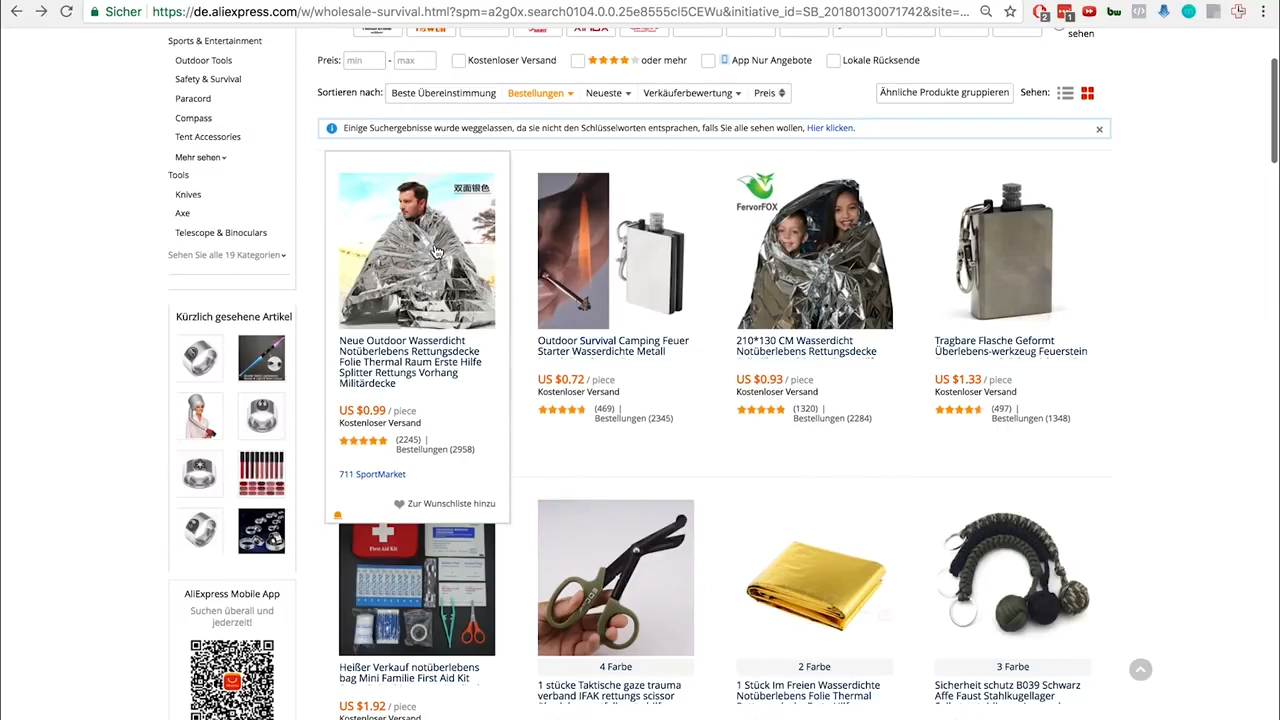 Sicher
https://de.aliexpress.com/w/wholesale-survival.html?spm=a2g0x.search0104.0.0.25e8555cl5CEWu&initiative_id=SB_20180130071742&site=...
sehen
Preis: min - max Kostenloser Versand oder mehr App Nur Angebote Lokale Rücksende
Sortieren nach: Beste Übereinstimmung Bestellungen Neueste Verkäuferbewertung Preis Ähnliche Produkte gruppieren Sehen:
Einige Suchergebnisse wurde weggelassen, da sie nicht den Schlüsselworten entsprachen, falls Sie alle sehen wollen, Hier klicken.
Sports & Entertainment
Outdoor Tools
Safety & Survival
Paracord
Compass
Tent Accessories
Mehr sehen
Tools
Knives
Axe
Telescope & Binoculars
Sehen Sie alle 19 Kategorien
Kürzlich gesehene Artikel
AliExpress Mobile App
Suchen überall und
jederzeit!
双面银色
Neue Outdoor Wasserdicht
Notüberlebens Rettungsdecke
Folie Thermal Raum Erste Hilfe
Splitter Rettungs Vorhang
Militärdecke
US $0.99 / piece
Kostenloser Versand
(2245) |
Bestellungen (2958)
711 SportMarket
Zur Wunschliste hinzu
Outdoor Survival Camping Feuer
Starter Wasserdichte Metall
US $0.72 / piece
Kostenloser Versand
(469) |
Bestellungen (2345)
FervorFOX
210*130 CM Wasserdicht
Notüberlebens Rettungsdecke
US $0.93 / piece
Kostenloser Versand
(1320) |
Bestellungen (2284)
Tragbare Flasche Geformt
Überlebens-werkzeug Feuerstein
US $1.33 / piece
Kostenloser Versand
(497) |
Bestellungen (1348)
First Aid Kit
Heißer Verkauf notüberlebens
bag Mini Familie First Aid Kit
US $1.92 / piece
Kostenloser Versand
4 Farbe
1 stücke Taktische gaze trauma
verband IFAK rettungs scissor
2 Farbe
1 Stück Im Freien Wasserdichte
Notüberlebens Folie Thermal
3 Farbe
Sicherheit schutz B039 Schwarz
Affe Faust Stahlkugellager